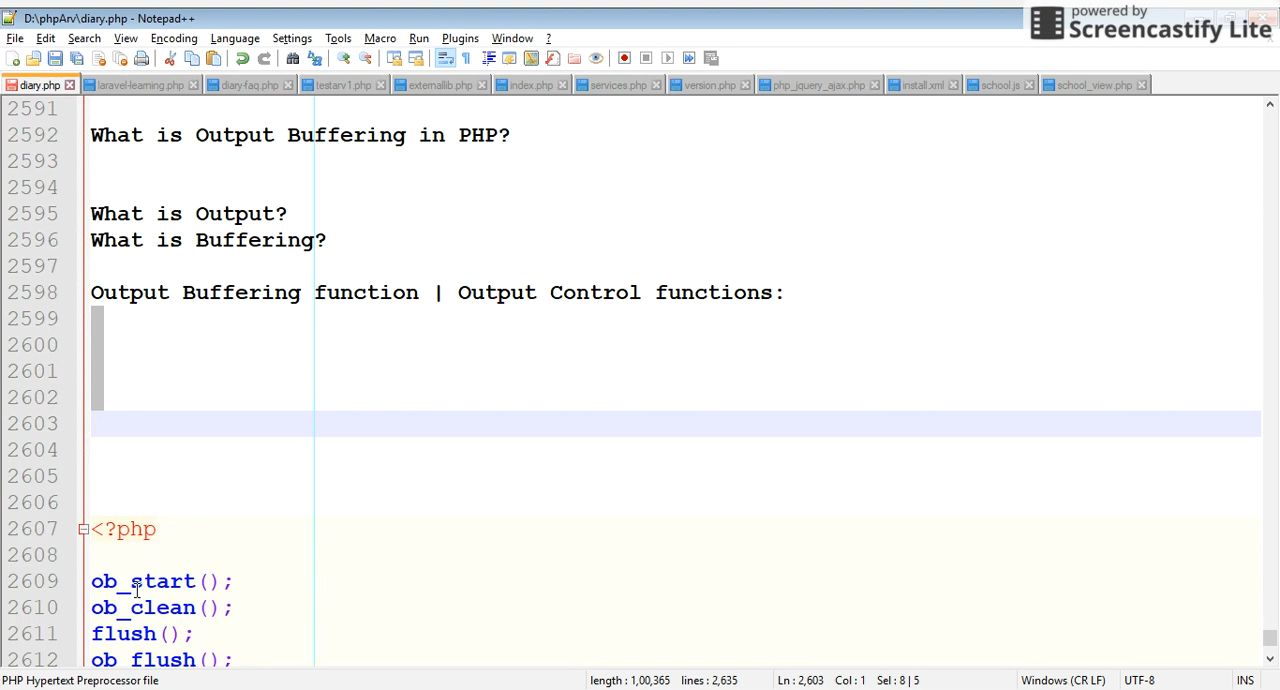 D:\phpArv\diary.php - Notepad++
powered by
Screencastify Lite
File Edit Search View Encoding Language Settings Tools Macro Run Plugins Window ?
diary.php laravel-learning.php diary-faq.php testarv1.php externallib.php index.php services.php version.php php_jquery_ajax.php install.xml school.js school_view.php
2591
2592 What is Output Buffering in PHP?
2593
2594
2595 What is Output?
2596 What is Buffering?
2597
2598 Output Buffering function | Output Control functions:
2599
2600
2601
2602
2603
2604
2605
2606
2607 <?php
2608
2609 ob_start();
2610 ob_clean();
2611 flush();
2612 ob_flush();
PHP Hypertext Preprocessor file length : 1,00,365 lines : 2,635 Ln : 2,603 Col : 1 Sel : 8 | 5 Windows (CR LF) UTF-8 INS